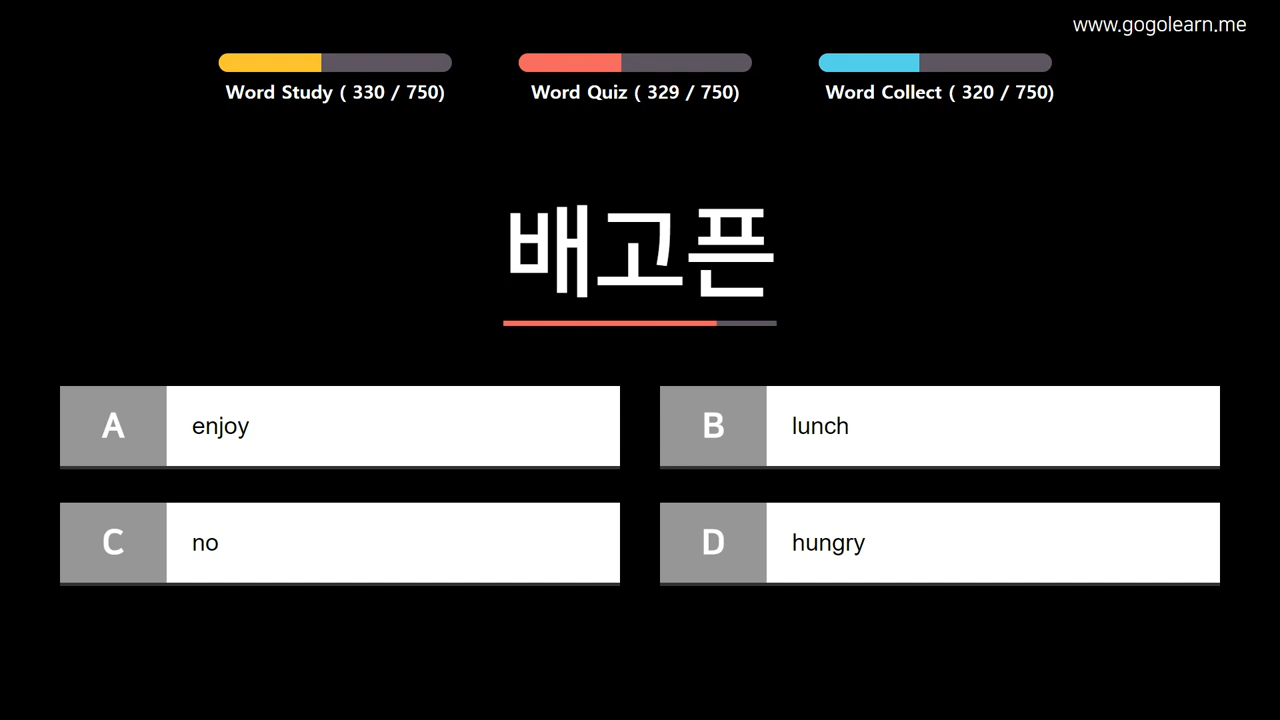 www.gogolearn.me
Word Study ( 330 / 750)
Word Quiz ( 329 / 750)
Word Collect ( 320 / 750)
배고픈
A enjoy
B lunch
C no
D hungry